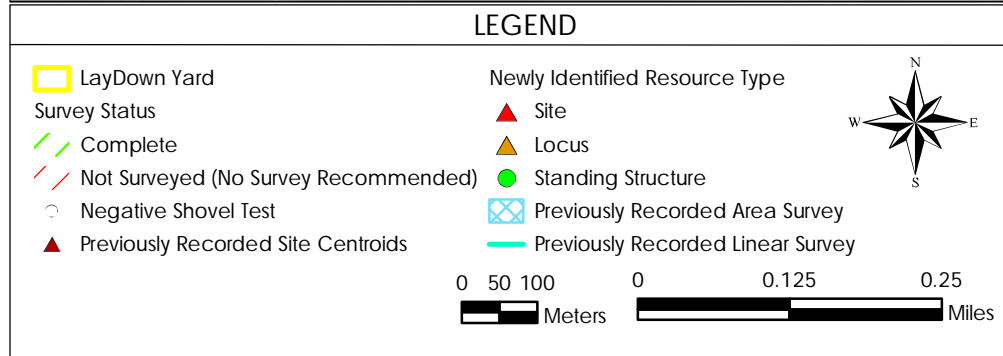 LEGEND
LayDown Yard
Survey Status
Complete
Not Surveyed (No Survey Recommended)
Negative Shovel Test
Previously Recorded Site Centroids
Newly Identified Resource Type
Site
Locus
Standing Structure
Previously Recorded Area Survey
Previously Recorded Linear Survey
N
W E
S
0 50 100
Meters
0 0.125 0.25
Miles